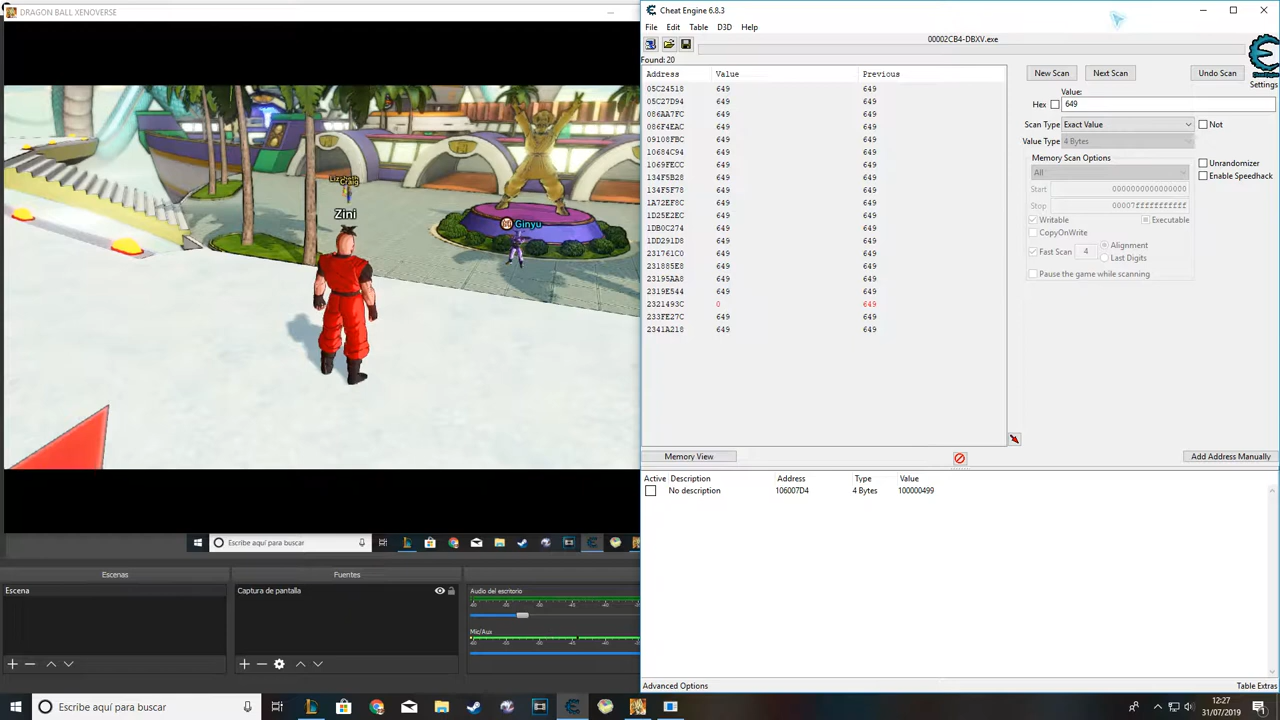 DRAGON BALL XENOVERSE
Craig
Zini
Ginyu
Escribe aquí para buscar
Escenas
Fuentes
Escena
Captura de pantalla
Audio del escritorio
Mic/Aux
Cheat Engine 6.8.3
File Edit Table D3D Help
00002CB4-DBXV.exe
Found: 20
Address Value Previous
05C24518 649 649
05C27D94 649 649
086AA7FC 649 649
086F4EAC 649 649
09108FBC 649 649
10684C94 649 649
1069FECC 649 649
134F5B28 649 649
134F5F78 649 649
1A72EF8C 649 649
1D25E2EC 649 649
1DB0C274 649 649
1DD291D8 649 649
231761C0 649 649
231885E8 649 649
23195AA8 649 649
2319E544 649 649
2321493C 0 649
233FE27C 649 649
2341A218 649 649
New Scan Next Scan Undo Scan
Settings
Value:
Hex 649
Scan Type Exact Value Not
Value Type 4 Bytes
Memory Scan Options
All
Unrandomizer
Enable Speedhack
Start 0000000000000000
Stop 00007fffffffffff
Writable Executable
CopyOnWrite
Fast Scan 4 Alignment
Last Digits
Pause the game while scanning
Memory View Add Address Manually
Active Description Address Type Value
No description 106007D4 4 Bytes 100000499
Advanced Options Table Extras
Escribe aquí para buscar
12:27
31/07/2019